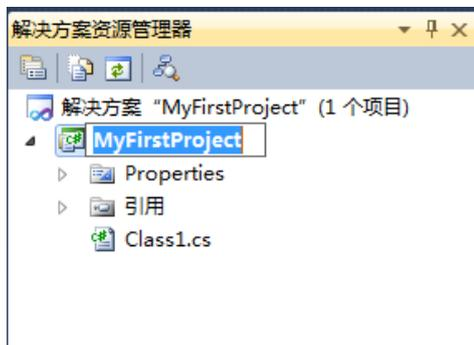 解决方案资源管理器
解决方案 “MyFirstProject” (1 个项目)
C# MyFirstProject
Properties
引用
C# Class1.cs